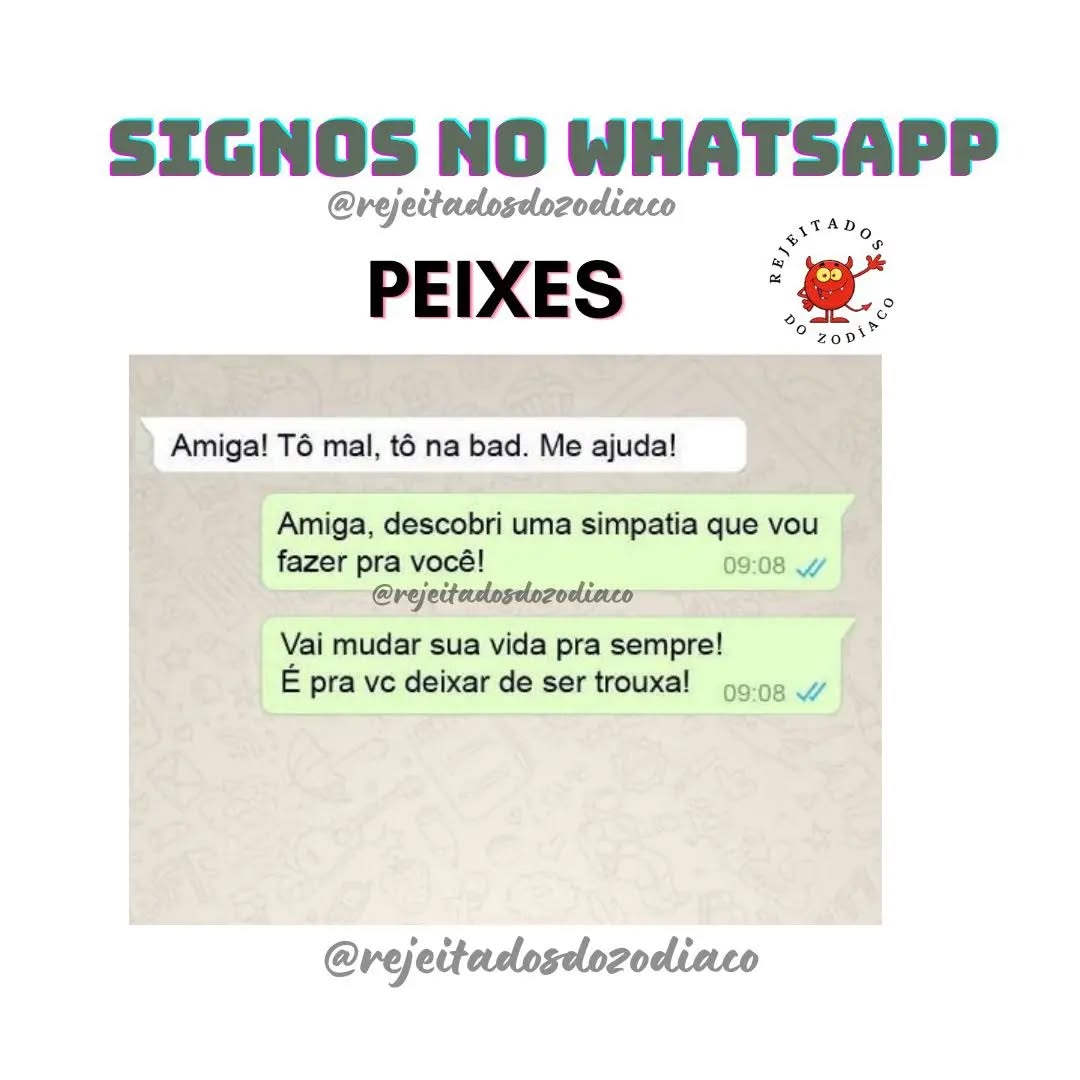 SIGNOS NO WHATSAPP
@rejeitadosdozodiaco
REJEITADOS
DO ZODÍACO
PEIXES
Amiga! Tô mal, tô na bad. Me ajuda!
Amiga, descobri uma simpatia que vou
fazer pra você!
09:08
@rejeitadosdozodiaco
Vai mudar sua vida pra sempre!
É pra vc deixar de ser trouxa!
09:08
@rejeitadosdozodiaco